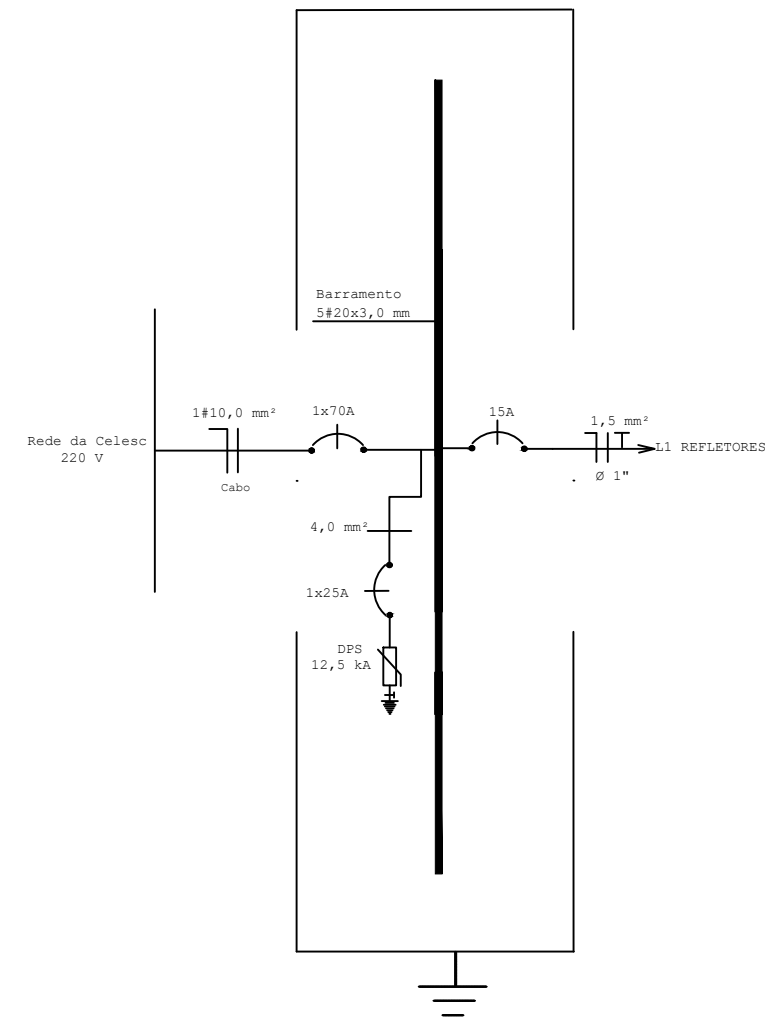 Barramento
5#20x3,0 mm
1#10,0 mm²
1x70A
15A
1,5 mm²
Rede da Celesc
220 V
L1 REFLETORES
Cabo
Ø 1"
4,0 mm²
1x25A
DPS
12,5 kA